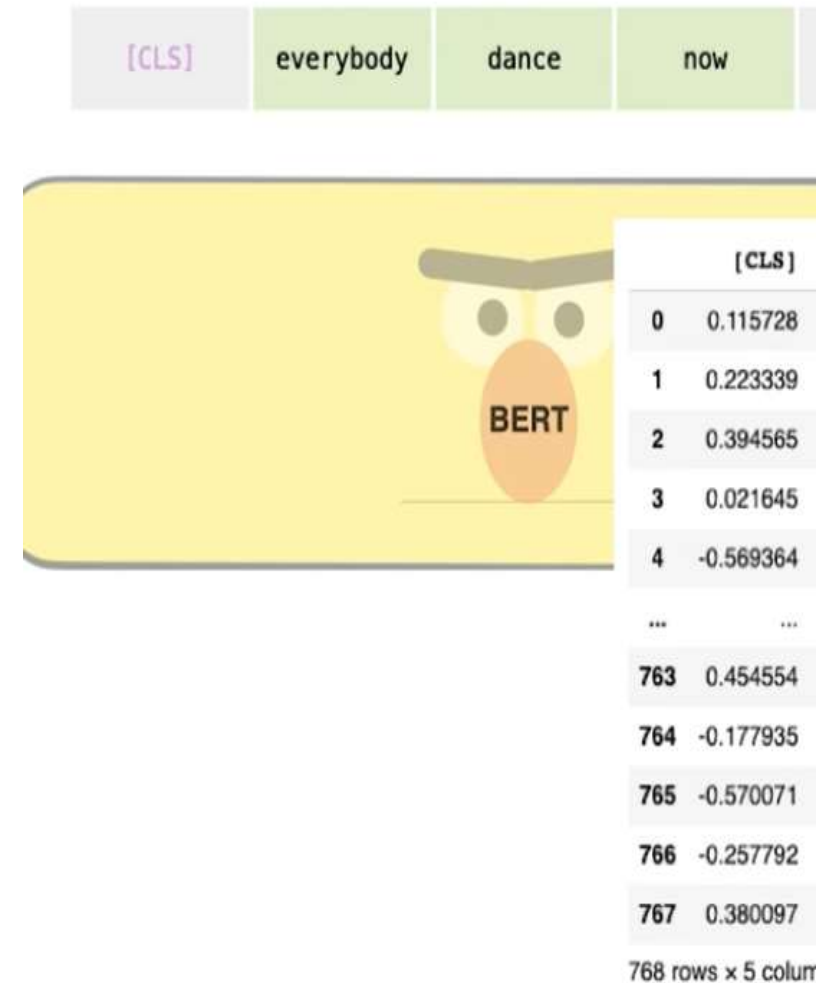 [CLS] everybody dance now
BERT
[CLS]
0 0.115728
1 0.223339
2 0.394565
3 0.021645
4 -0.569364
... ...
763 0.454554
764 -0.177935
765 -0.570071
766 -0.257792
767 0.380097
768 rows × 5 colum